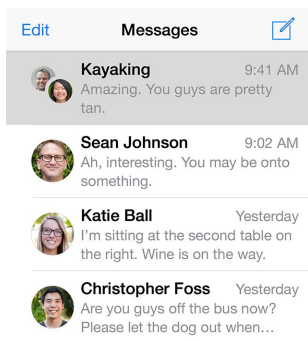 Edit Messages
Kayaking 9:41 AM
Amazing. You guys are pretty
tan.
Sean Johnson 9:02 AM
Ah, interesting. You may be onto
something.
Katie Ball Yesterday
I'm sitting at the second table on
the right. Wine is on the way.
Christopher Foss Yesterday
Are you guys off the bus now?
Please let the dog out when…